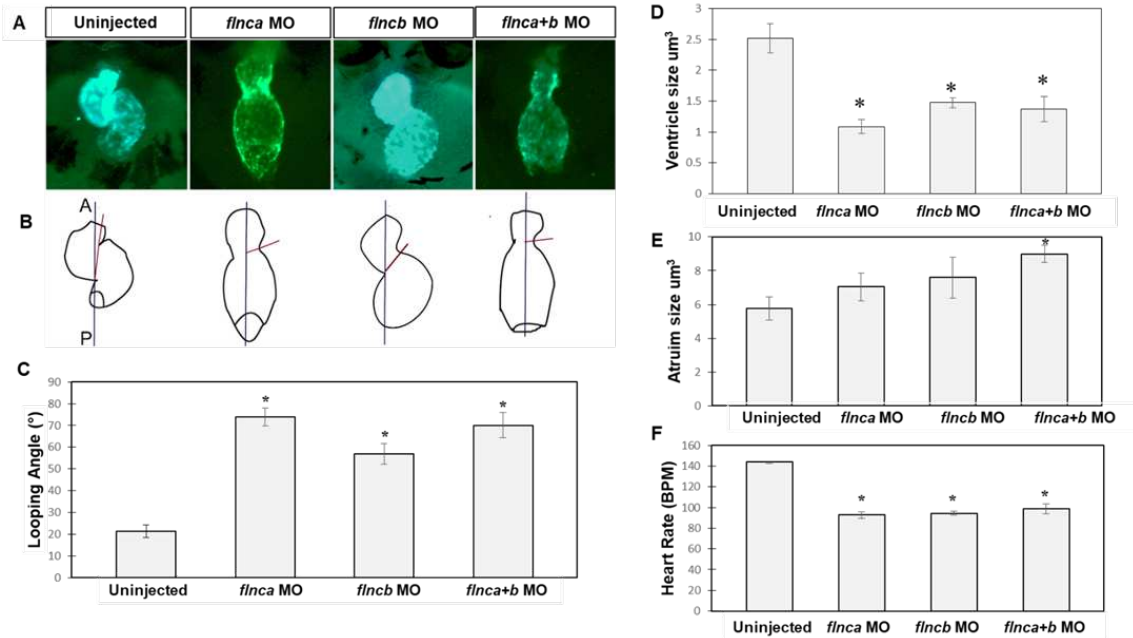 A
Uninjected
flnca MO
flncb MO
flnca+b MO
B
A
P
C
Looping Angle (°)
90
80
70
60
50
40
30
20
10
0
*
*
*
Uninjected
flnca MO
flncb MO
flnca+b MO
D
Ventricle size um³
3
2.5
2
1.5
1
0.5
0
*
*
*
Uninjected
flnca MO
flncb MO
flnca+b MO
E
Atruim size um³
10
8
6
4
2
0
*
Uninjected
flnca MO
flncb MO
flnca+b MO
F
Heart Rate (BPM)
160
140
120
100
80
60
40
20
0
*
*
*
Uninjected
flnca MO
flncb MO
flnca+b MO